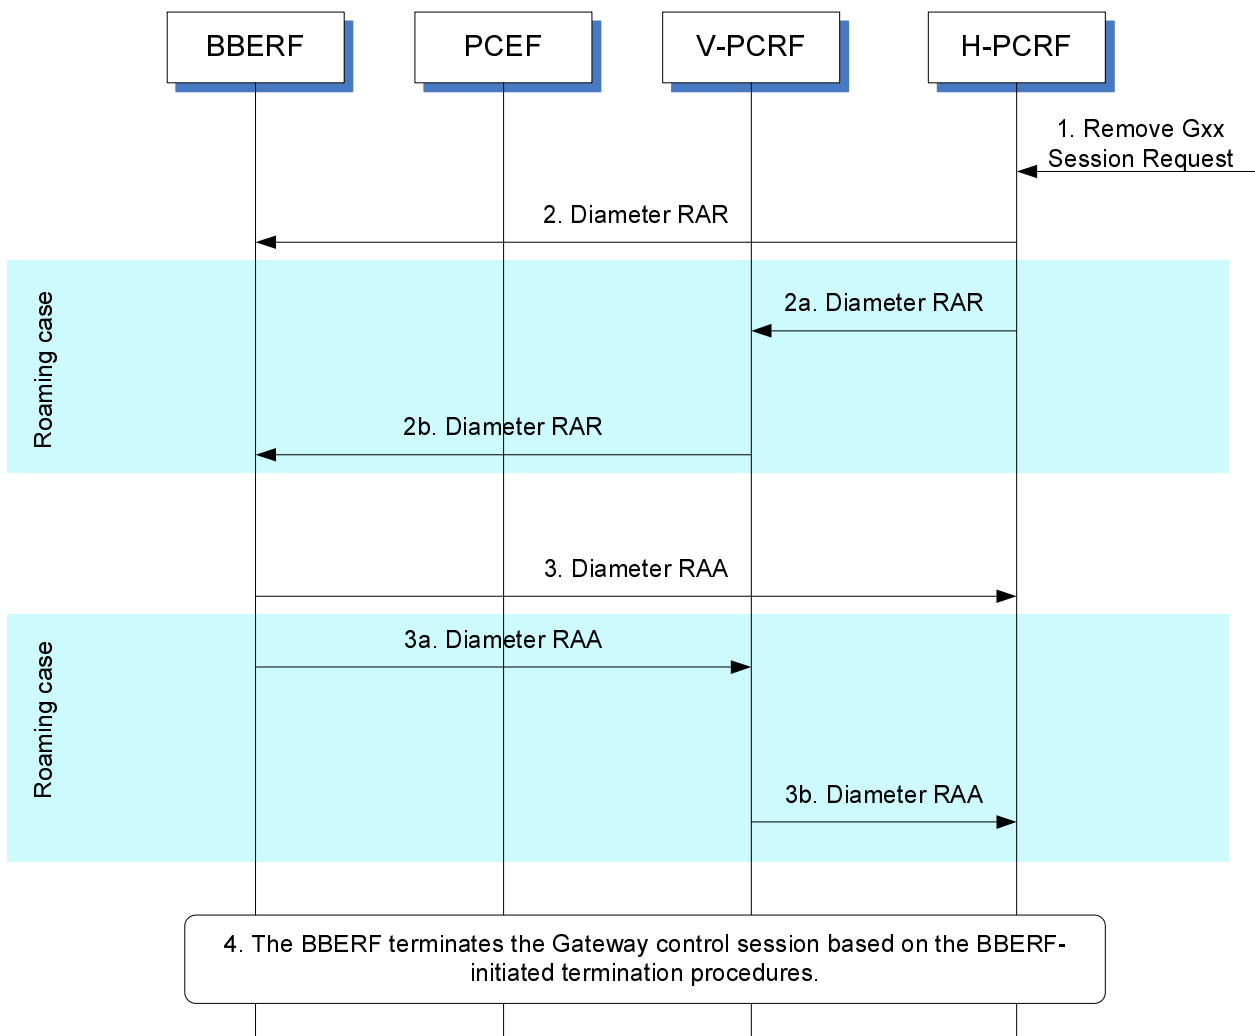 BBERF
PCEF
V-PCRF
H-PCRF
1. Remove Gxx
Session Request
2. Diameter RAR
Roaming case
2a. Diameter RAR
2b. Diameter RAR
3. Diameter RAA
Roaming case
3a. Diameter RAA
3b. Diameter RAA
4. The BBERF terminates the Gateway control session based on the BBERF-
initiated termination procedures.